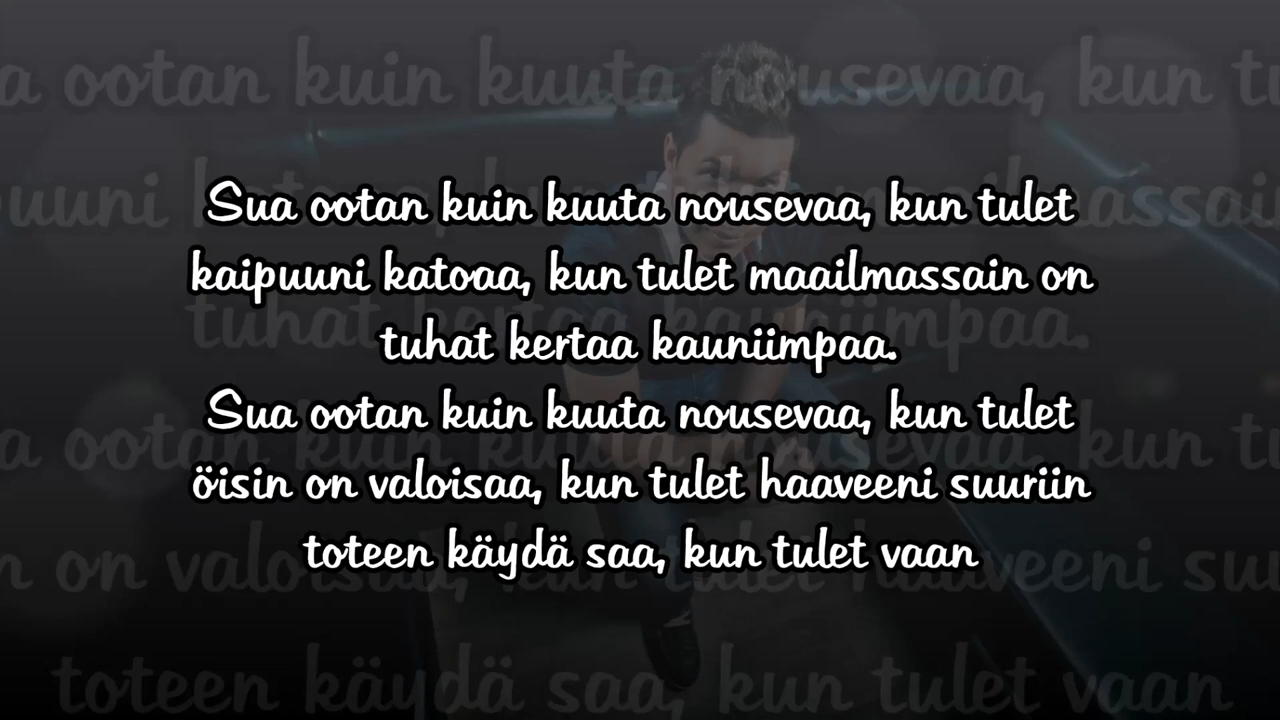 Sua ootan kuin kuuta nousevaa, kun tulet
kaipuuni katoaa, kun tulet maailmassain on
tuhat kertaa kauniimpaa.
Sua ootan kuin kuuta nousevaa, kun tulet
öisin on valoisaa, kun tulet haaveeni suuriin
toteen käydä saa, kun tulet vaan